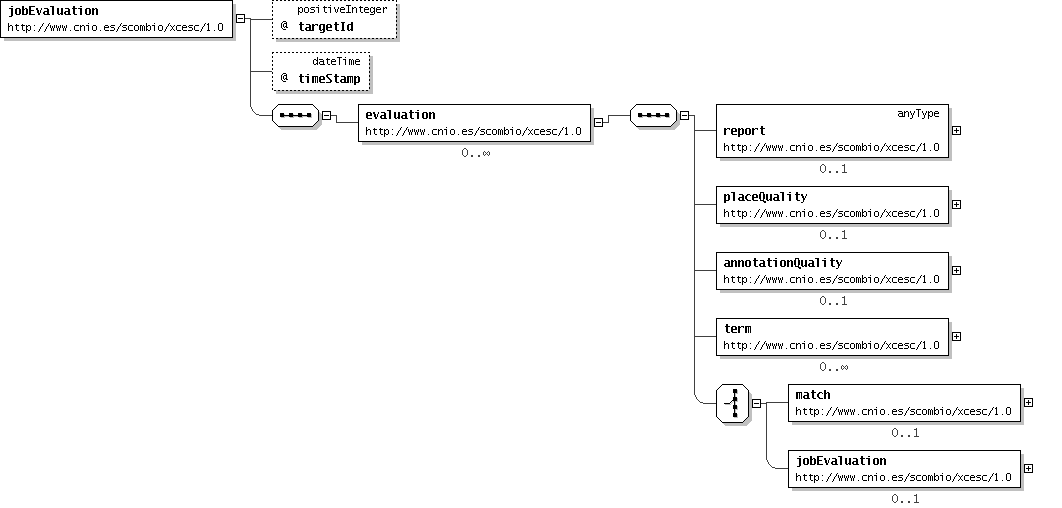 jobEvaluation
http://www.cnio.es/scombio/xcesc/1.0
positiveInteger
@ targetId
dateTime
@ timeStamp
evaluation
http://www.cnio.es/scombio/xcesc/1.0
0..∞
anyType
report
http://www.cnio.es/scombio/xcesc/1.0
0..1
placeQuality
http://www.cnio.es/scombio/xcesc/1.0
0..1
annotationQuality
http://www.cnio.es/scombio/xcesc/1.0
0..1
term
http://www.cnio.es/scombio/xcesc/1.0
0..∞
match
http://www.cnio.es/scombio/xcesc/1.0
0..1
jobEvaluation
http://www.cnio.es/scombio/xcesc/1.0
0..1